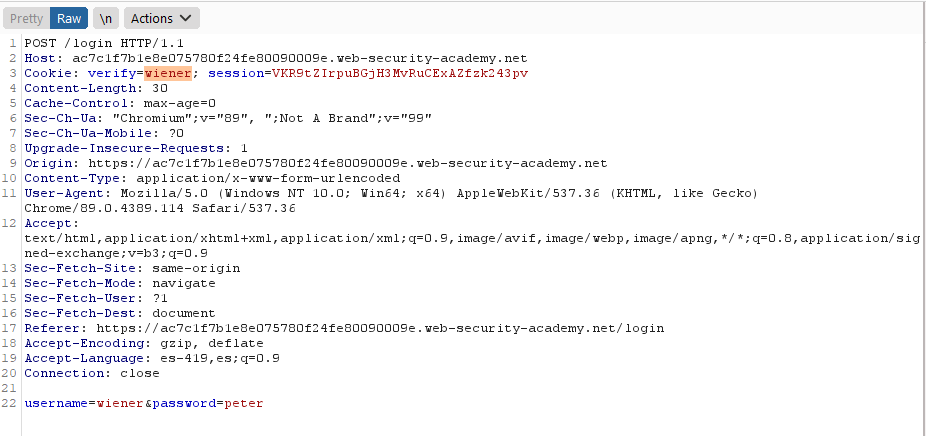 Pretty Raw \n Actions
1 POST /login HTTP/1.1
2 Host: ac7c1f7b1e8e075780f24fe80090009e.web-security-academy.net
3 Cookie: verify=wiener; session=VKR9tZIrpuBGjH3MvRuCExAZfzk243pv
4 Content-Length: 30
5 Cache-Control: max-age=0
6 Sec-Ch-Ua: "Chromium";v="89", ";Not A Brand";v="99"
7 Sec-Ch-Ua-Mobile: ?0
8 Upgrade-Insecure-Requests: 1
9 Origin: https://ac7c1f7b1e8e075780f24fe80090009e.web-security-academy.net
10 Content-Type: application/x-www-form-urlencoded
11 User-Agent: Mozilla/5.0 (Windows NT 10.0; Win64; x64) AppleWebKit/537.36 (KHTML, like Gecko)
Chrome/89.0.4389.114 Safari/537.36
12 Accept:
text/html,application/xhtml+xml,application/xml;q=0.9,image/avif,image/webp,image/apng,*/*;q=0.8,application/sig
ned-exchange;v=b3;q=0.9
13 Sec-Fetch-Site: same-origin
14 Sec-Fetch-Mode: navigate
15 Sec-Fetch-User: ?1
16 Sec-Fetch-Dest: document
17 Referer: https://ac7c1f7b1e8e075780f24fe80090009e.web-security-academy.net/login
18 Accept-Encoding: gzip, deflate
19 Accept-Language: es-419,es;q=0.9
20 Connection: close
21
22 username=wiener&password=peter